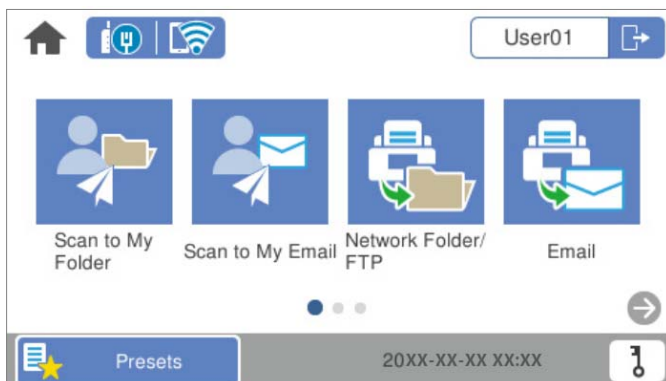 User01
Scan to My
Folder
Scan to My Email
Network Folder/
FTP
Email
Presets
20XX-XX-XX XX:XX